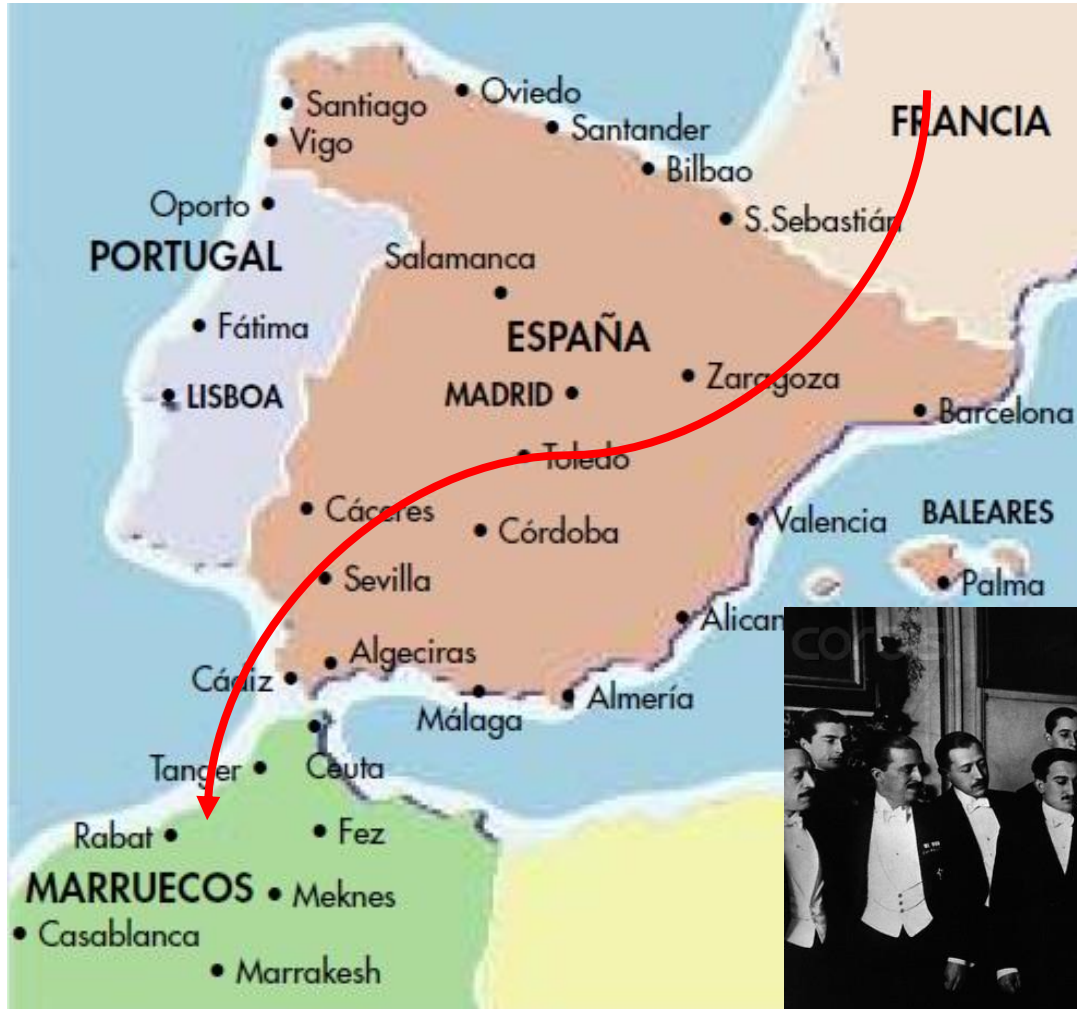 Oviedo
Santiago
FRANCIA
Santander
Vigo
Bilbao
Oporto
S.Sebastián
PORTUGAL
Salamanca
Fátima
ESPAÑA
Zaragoza
LISBOA
MADRID
Barcelona
Toledo
Cáceres
BALEARES
Valencia
Córdoba
Sevilla
Palma
Alican
Algeciras
Cádiz
Almería
Málaga
Tanger
Ceuta
Rabat
Fez
MARRUECOS
Meknes
Casablanca
Marrakesh